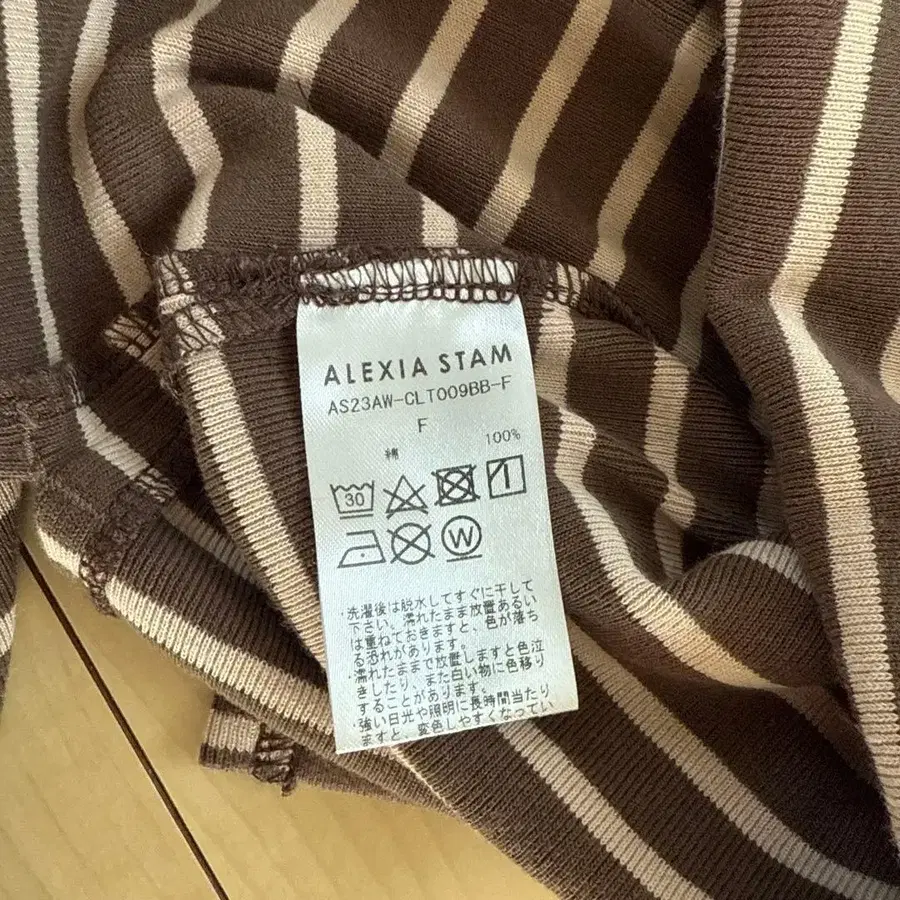 ALEXIA STAM
AS23AW-CLT009BB-F
F
綿 100%
30
W
・洗濯後は脱水してすぐに干して
下さい。濡れたまま放置あるい
は重ねておきますと、色が落ち
る恐れがあります。
・濡れたままで放置しますと色泣
きしたり、また白い物に色移り
することがあります。
・強い日光や照明に長時間当たり
ますと、変色しやすくなってい